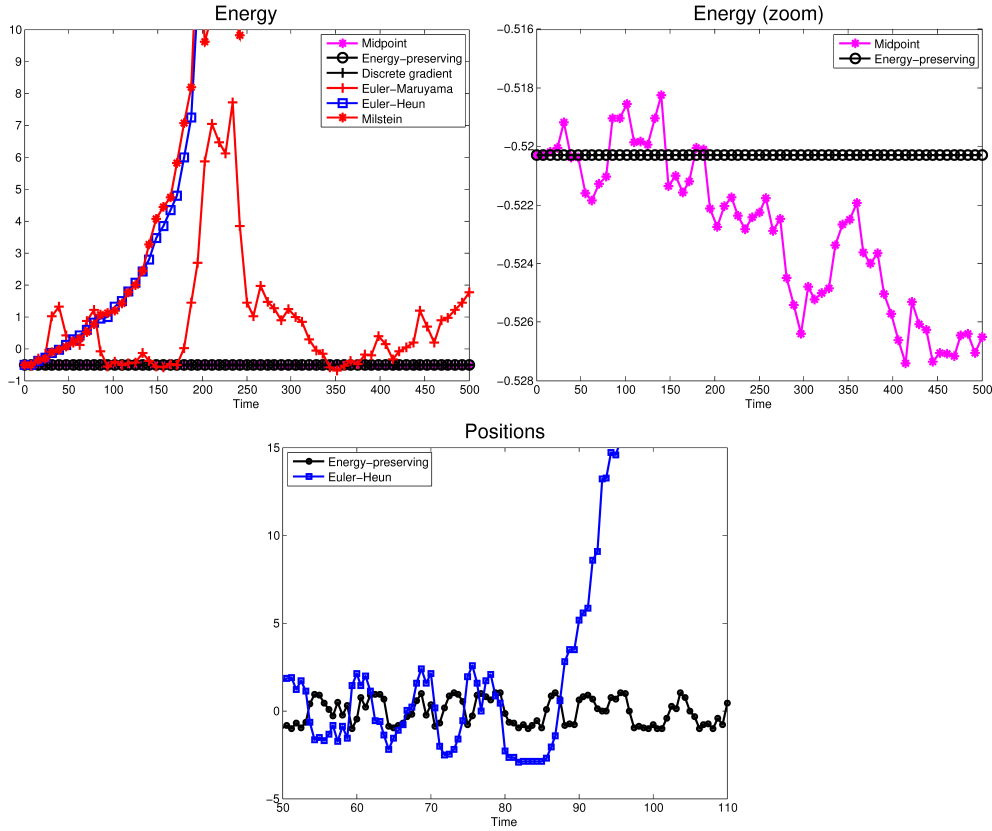 Energy
10
9
8
7
6
5
4
3
2
1
0
−1
0 50 100 150 200 250 300 350 400 450 500
Time
Midpoint
Energy−preserving
Discrete gradient
Euler−Maruyama
Euler−Heun
Milstein
Energy (zoom)
−0.516
−0.518
−0.52
−0.522
−0.524
−0.526
−0.528
0 50 100 150 200 250 300 350 400 450 500
Time
Midpoint
Energy−preserving
Positions
15
10
5
0
−5
50 60 70 80 90 100 110
Time
Energy−preserving
Euler−Heun